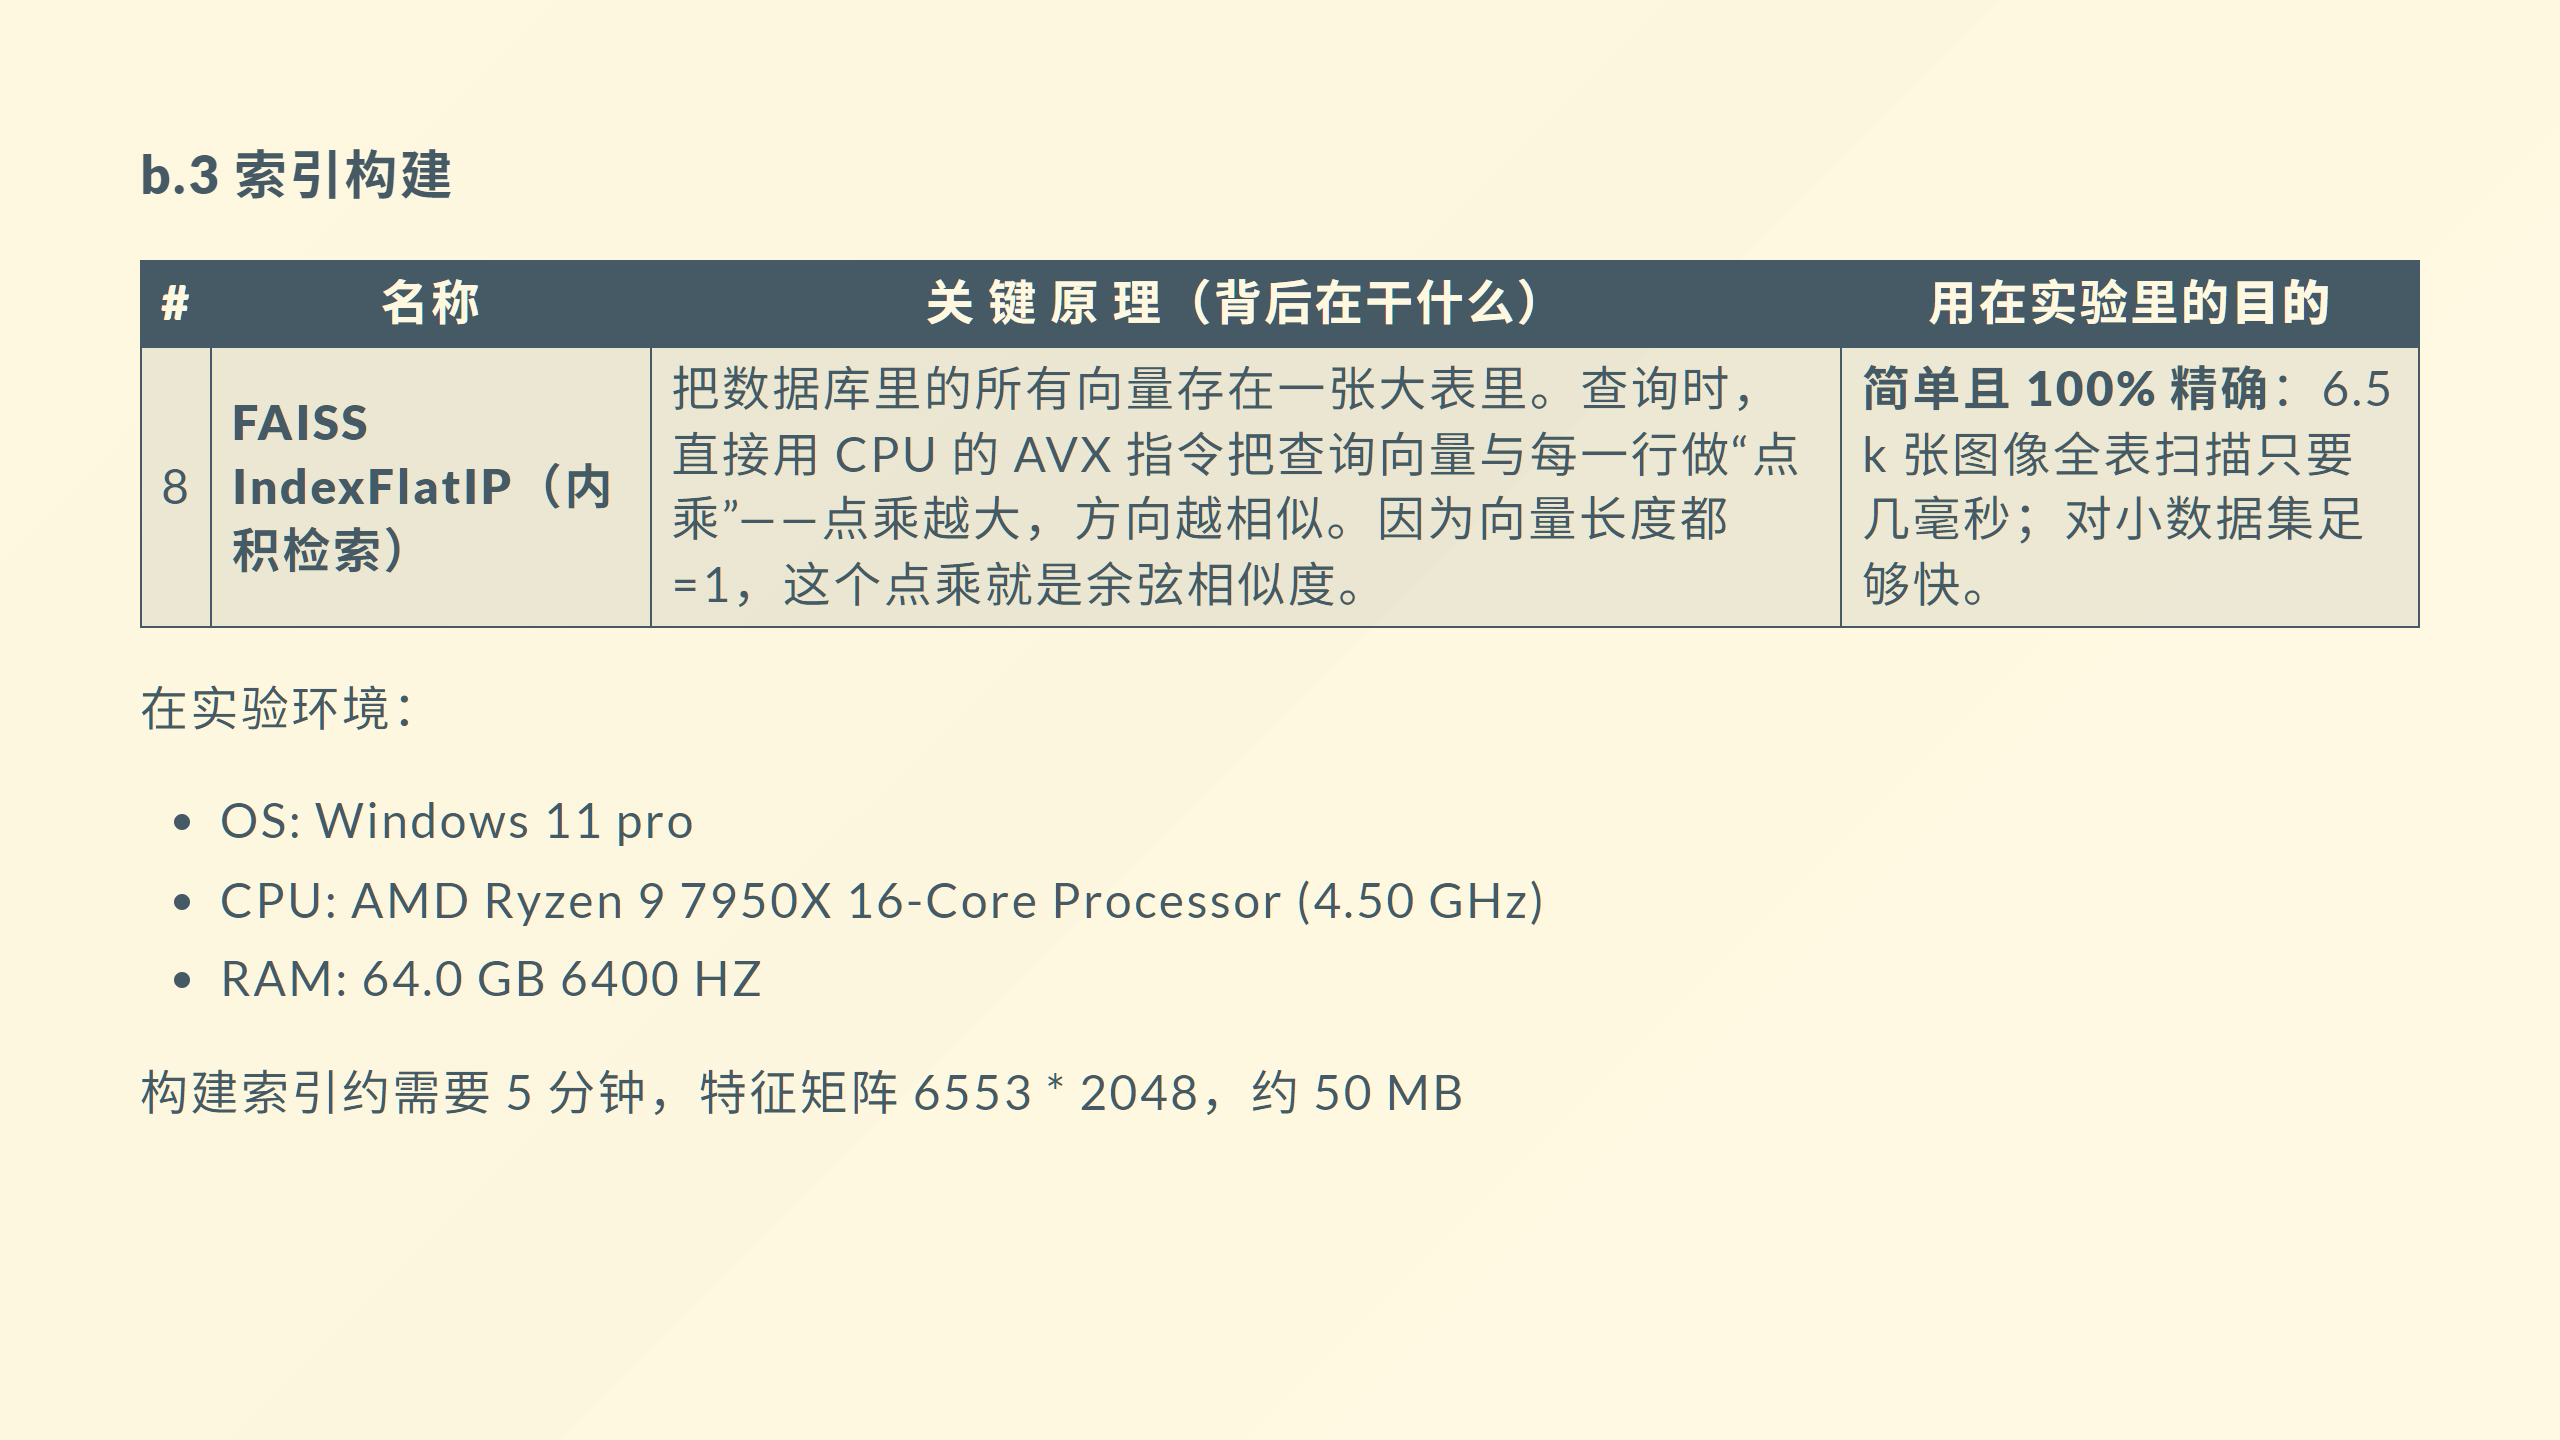 b.3 索引构建
# 名称 关 键 原 理（背后在干什么） 用在实验里的目的
8
FAISS
IndexFlatIP（内
积检索）
把数据库里的所有向量存在一张大表里。查询时，
直接用 CPU 的 AVX 指令把查询向量与每一行做“点
乘”——点乘越大，方向越相似。因为向量长度都
=1，这个点乘就是余弦相似度。
简单且 100% 精确：6.5
k 张图像全表扫描只要
几毫秒；对小数据集足
够快。
在实验环境：
• OS: Windows 11 pro
• CPU: AMD Ryzen 9 7950X 16-Core Processor (4.50 GHz)
• RAM: 64.0 GB 6400 HZ
构建索引约需要 5 分钟，特征矩阵 6553 * 2048，约 50 MB